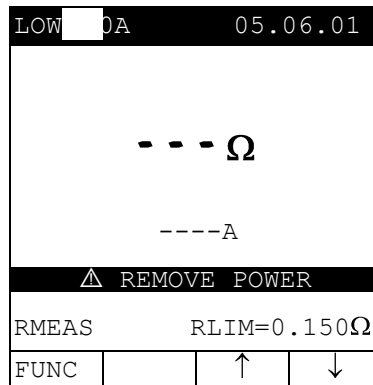 LOW 0A 05.06.01
- - - Ω
----A
⚠ REMOVE POWER
RMEAS RLIM=0.150Ω
FUNC ↑ ↓